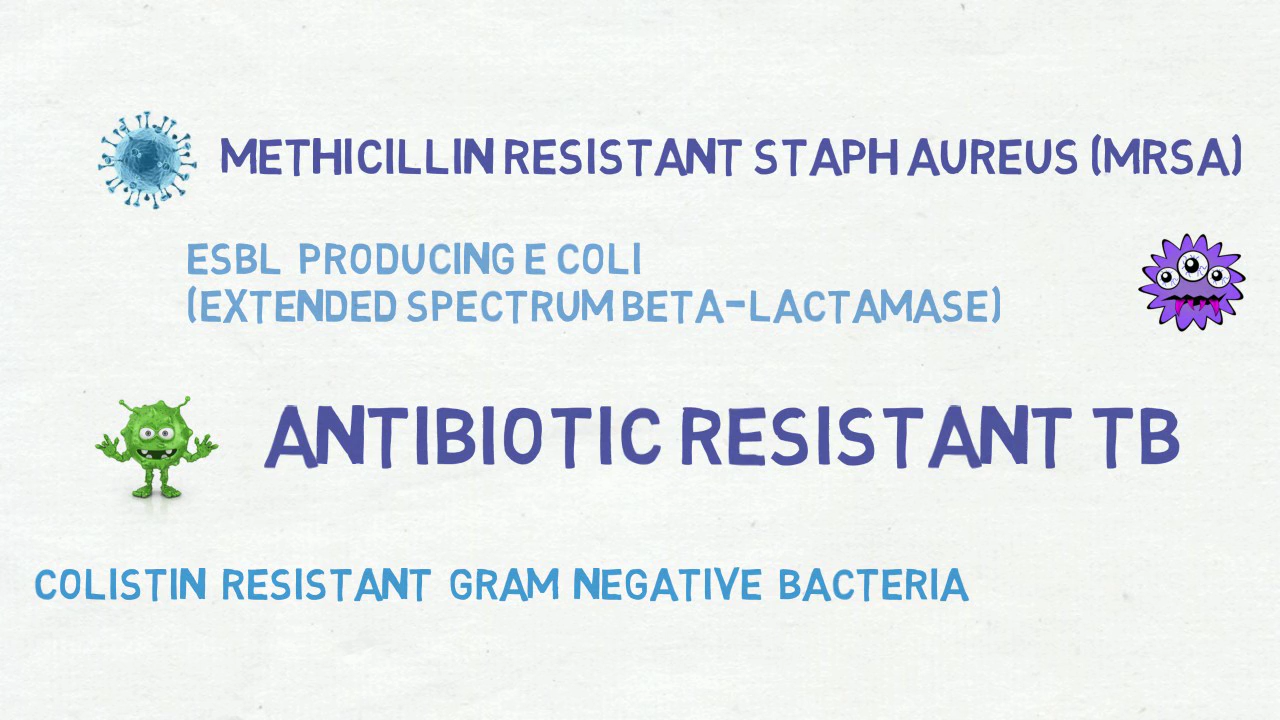 METHICILLIN RESISTANT STAPH AUREUS (MRSA)
ESBL PRODUCING E COLI
(EXTENDED SPECTRUM BETA-LACTAMASE)
ANTIBIOTIC RESISTANT TB
COLISTIN RESISTANT GRAM NEGATIVE BACTERIA